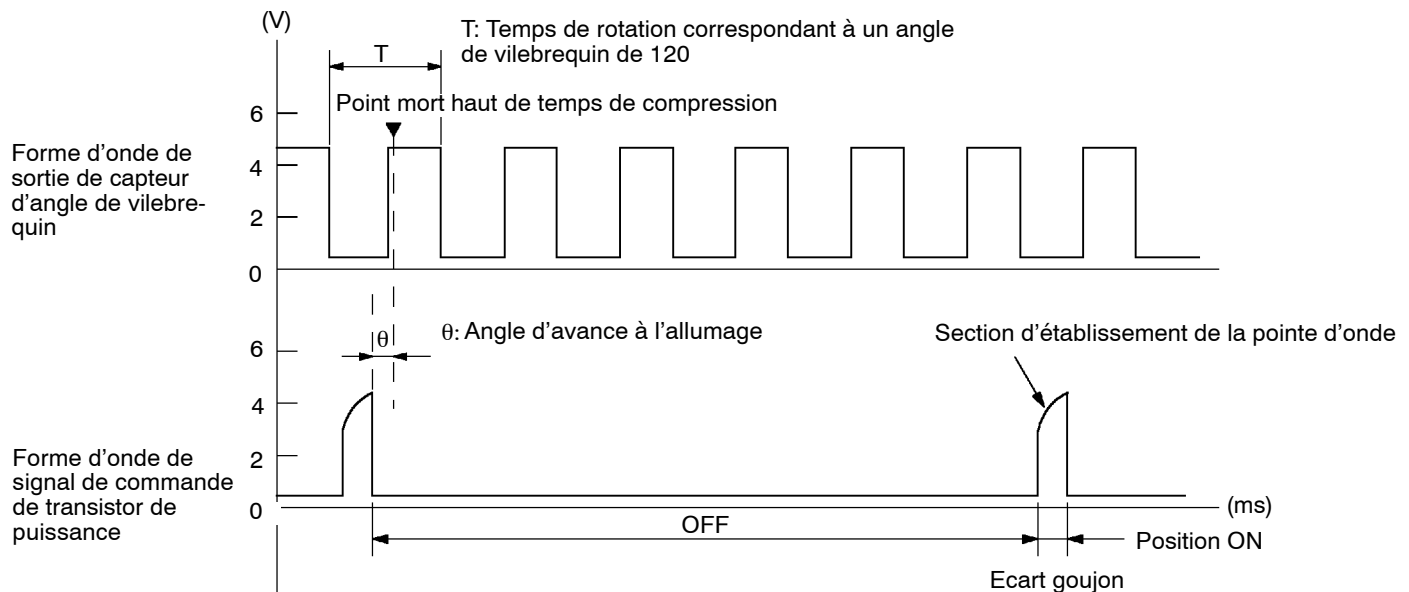 (V)
T: Temps de rotation correspondant à un angle
de vilebrequin de 120
T
Point mort haut de temps de compression
6
4
2
0
Forme d'onde de
sortie de capteur
d'angle de vilebre-
quin
θ
θ: Angle d'avance à l'allumage
Section d'établissement de la pointe d'onde
6
4
2
0
Forme d'onde de
signal de commande
de transistor de
puissance
(ms)
OFF
Position ON
Ecart goujon